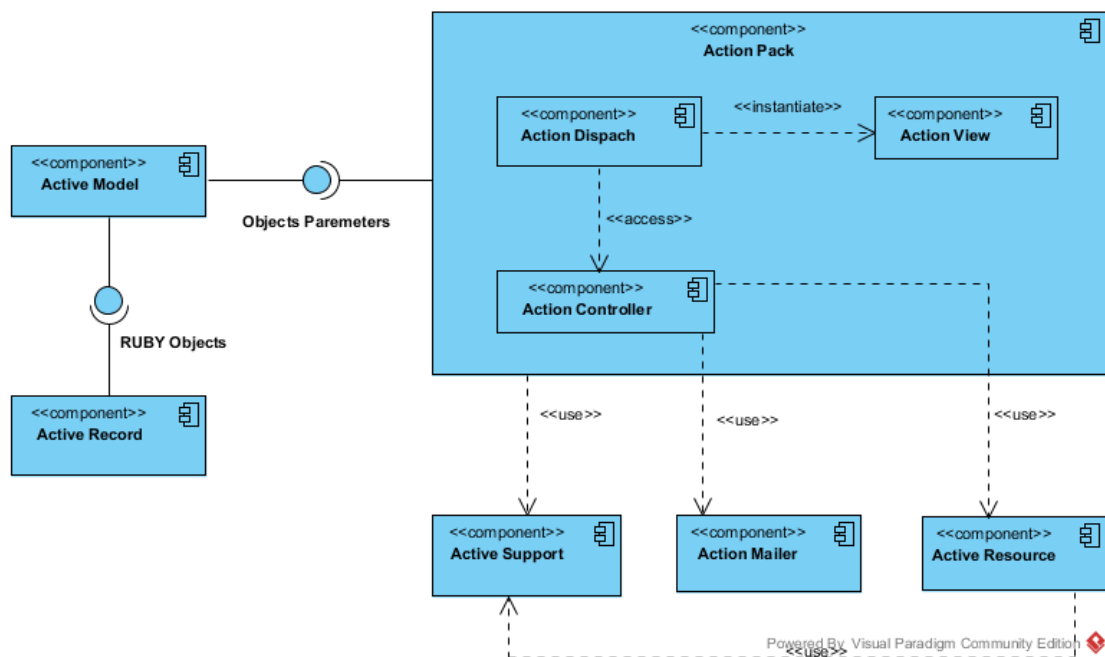 <<component>>
Action Pack
<<component>>
Action Dispach
<<instantiate>>
<<component>>
Action View
<<component>>
Active Model
Objects Paremeters
<<access>>
<<component>>
Action Controller
RUBY Objects
<<component>>
Active Record
<<use>>
<<use>>
<<use>>
<<component>>
Active Support
<<component>>
Action Mailer
<<component>>
Active Resource
Powered By Visual Paradigm Community Edition
<<use>>